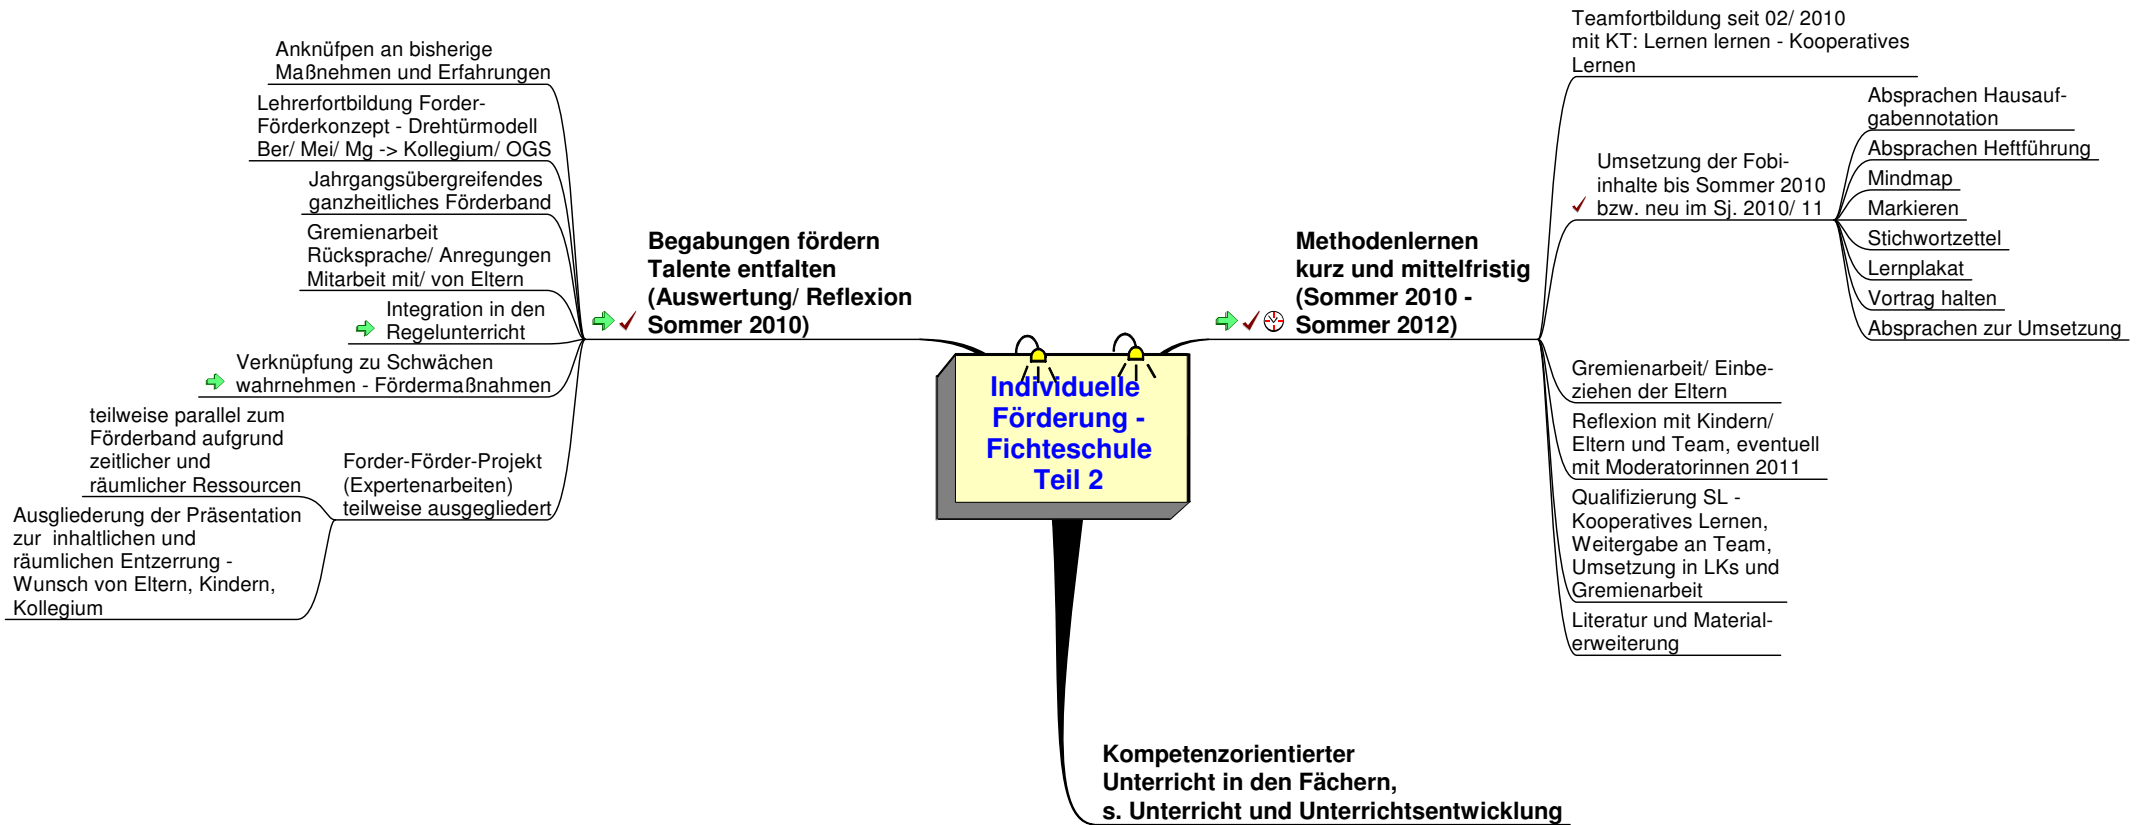 Individuelle
Förderung -
Fichteschule
Teil 2
Begabungen fördern
Talente entfalten
(Auswertung/ Reflexion
Sommer 2010)
Anknüfpen an bisherige
Maßnehmen und Erfahrungen
Lehrerfortbildung Forder-
Förderkonzept - Drehtürmodell
Ber/ Mei/ Mg -> Kollegium/ OGS
Jahrgangsübergreifendes
ganzheitliches Förderband
Gremienarbeit
Rücksprache/ Anregungen
Mitarbeit mit/ von Eltern
Integration in den
Regelunterricht
Verknüpfung zu Schwächen
wahrnehmen - Fördermaßnahmen
Forder-Förder-Projekt
(Expertenarbeiten)
teilweise ausgegliedert
teilweise parallel zum
Förderband aufgrund
zeitlicher und
räumlicher Ressourcen
Ausgliederung der Präsentation
zur  inhaltlichen und
räumlichen Entzerrung -
Wunsch von Eltern, Kindern,
Kollegium
Methodenlernen
kurz und mittelfristig
(Sommer 2010 -
Sommer 2012)
Teamfortbildung seit 02/ 2010
mit KT: Lernen lernen - Kooperatives
Lernen
Umsetzung der Fobi-
inhalte bis Sommer 2010
bzw. neu im Sj. 2010/ 11
Absprachen Hausauf-
gabennotation
Absprachen Heftführung
Mindmap
Markieren
Stichwortzettel
Lernplakat
Vortrag halten
Absprachen zur Umsetzung
Gremienarbeit/ Einbe-
ziehen der Eltern
Reflexion mit Kindern/
Eltern und Team, eventuell
mit Moderatorinnen 2011
Qualifizierung SL -
Kooperatives Lernen,
Weitergabe an Team,
Umsetzung in LKs und
Gremienarbeit
Literatur und Material-
erweiterung
Kompetenzorientierter
Unterricht in den Fächern,
s. Unterricht und Unterrichtsentwicklung